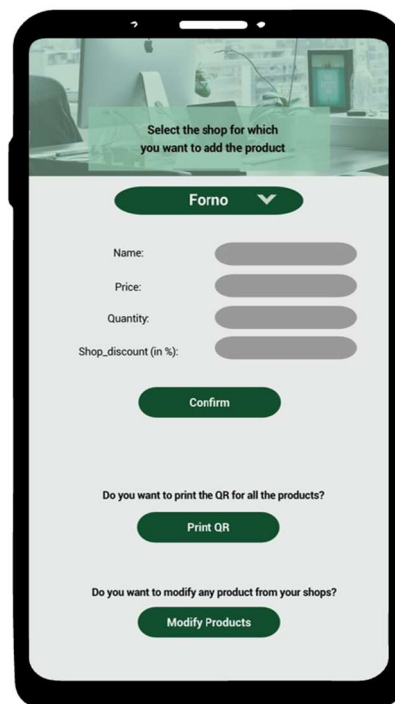 Select the shop for which
you want to add the product
Forno
Name:
Price:
Quantity:
Shop_discount (in %):
Confirm
Do you want to print the QR for all the products?
Print QR
Do you want to modify any product from your shops?
Modify Products